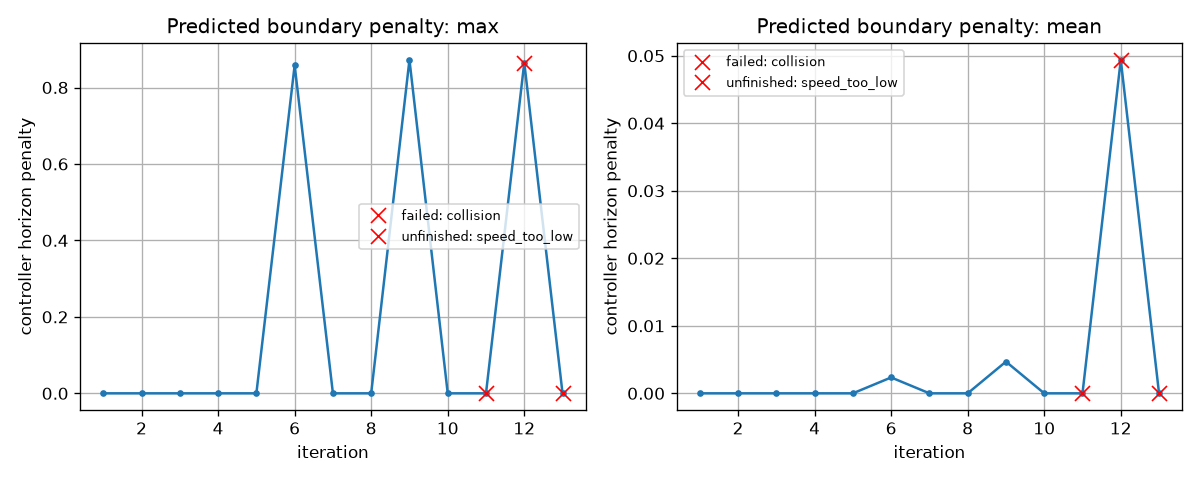 Predicted boundary penalty: max
controller horizon penalty
0.8
0.6
0.4
0.2
0.0
failed: collision
unfinished: speed_too_low
2 4 6 8 10 12
iteration
Predicted boundary penalty: mean
controller horizon penalty
0.05
0.04
0.03
0.02
0.01
0.00
failed: collision
unfinished: speed_too_low
2 4 6 8 10 12
iteration